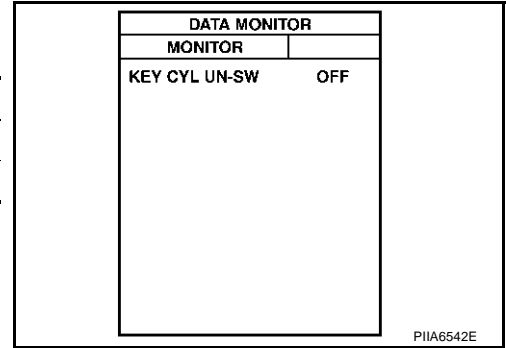 DATA MONITOR
MONITOR
KEY CYL UN-SW OFF
PIIA6542E